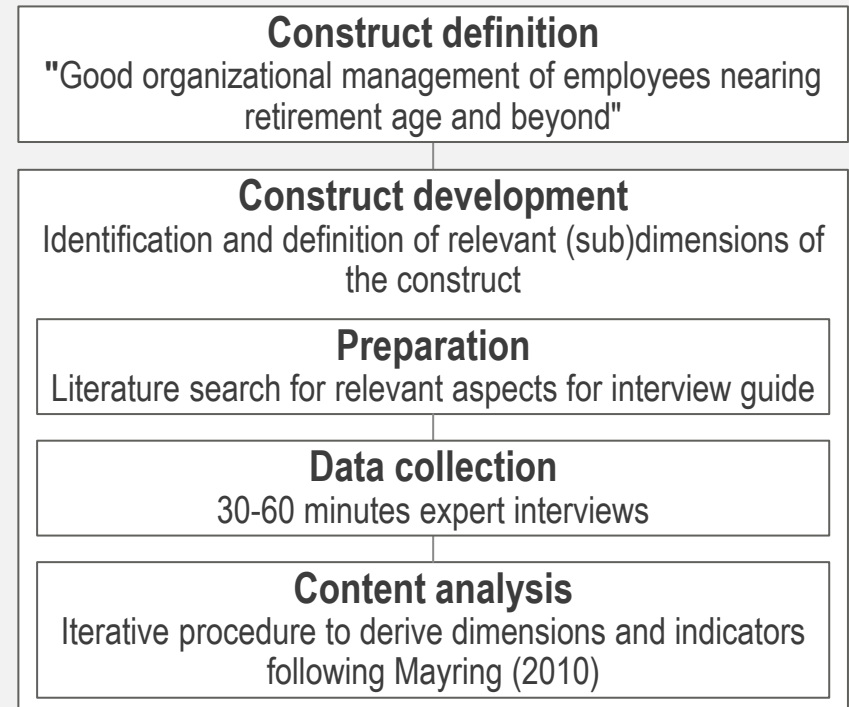 Construct definition
"Good organizational management of employees nearing
retirement age and beyond"
Construct development
Identification and definition of relevant (sub)dimensions of
the construct
Preparation
Literature search for relevant aspects for interview guide
Data collection
30-60 minutes expert interviews
Content analysis
Iterative procedure to derive dimensions and indicators
following Mayring (2010)